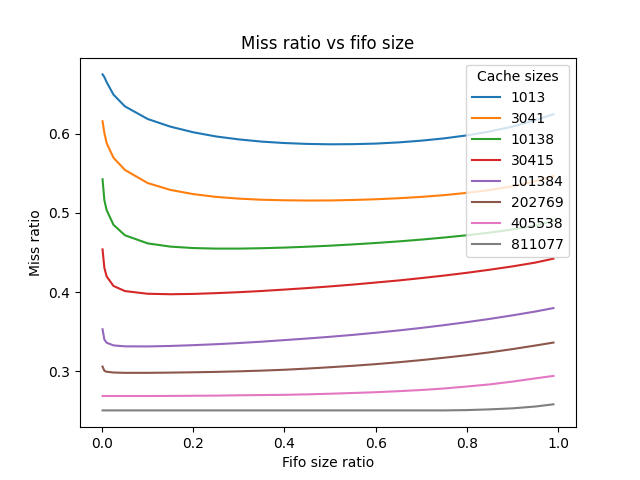 Miss ratio vs fifo size
Cache sizes
1013
3041
10138
30415
101384
202769
405538
811077
Miss ratio
0.6
0.5
0.4
0.3
0.0 0.2 0.4 0.6 0.8 1.0
Fifo size ratio